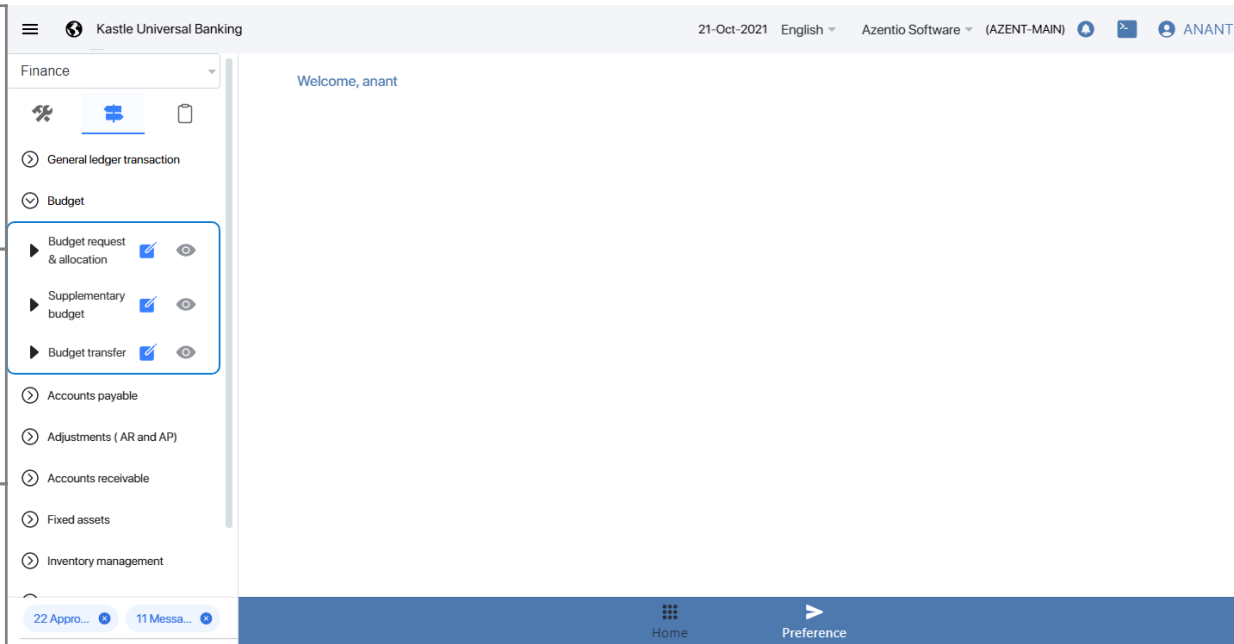 Kastle Universal Banking
21-Oct-2021 English Azentio Software (AZENT-MAIN) ANANT
Finance
Welcome, anant
General ledger transaction
Budget
Budget request
& allocation
Supplementary
budget
Budget transfer
Accounts payable
Adjustments ( AR and AP)
Accounts receivable
Fixed assets
Inventory management
22 Appro... 11 Messa...
Home
Preference